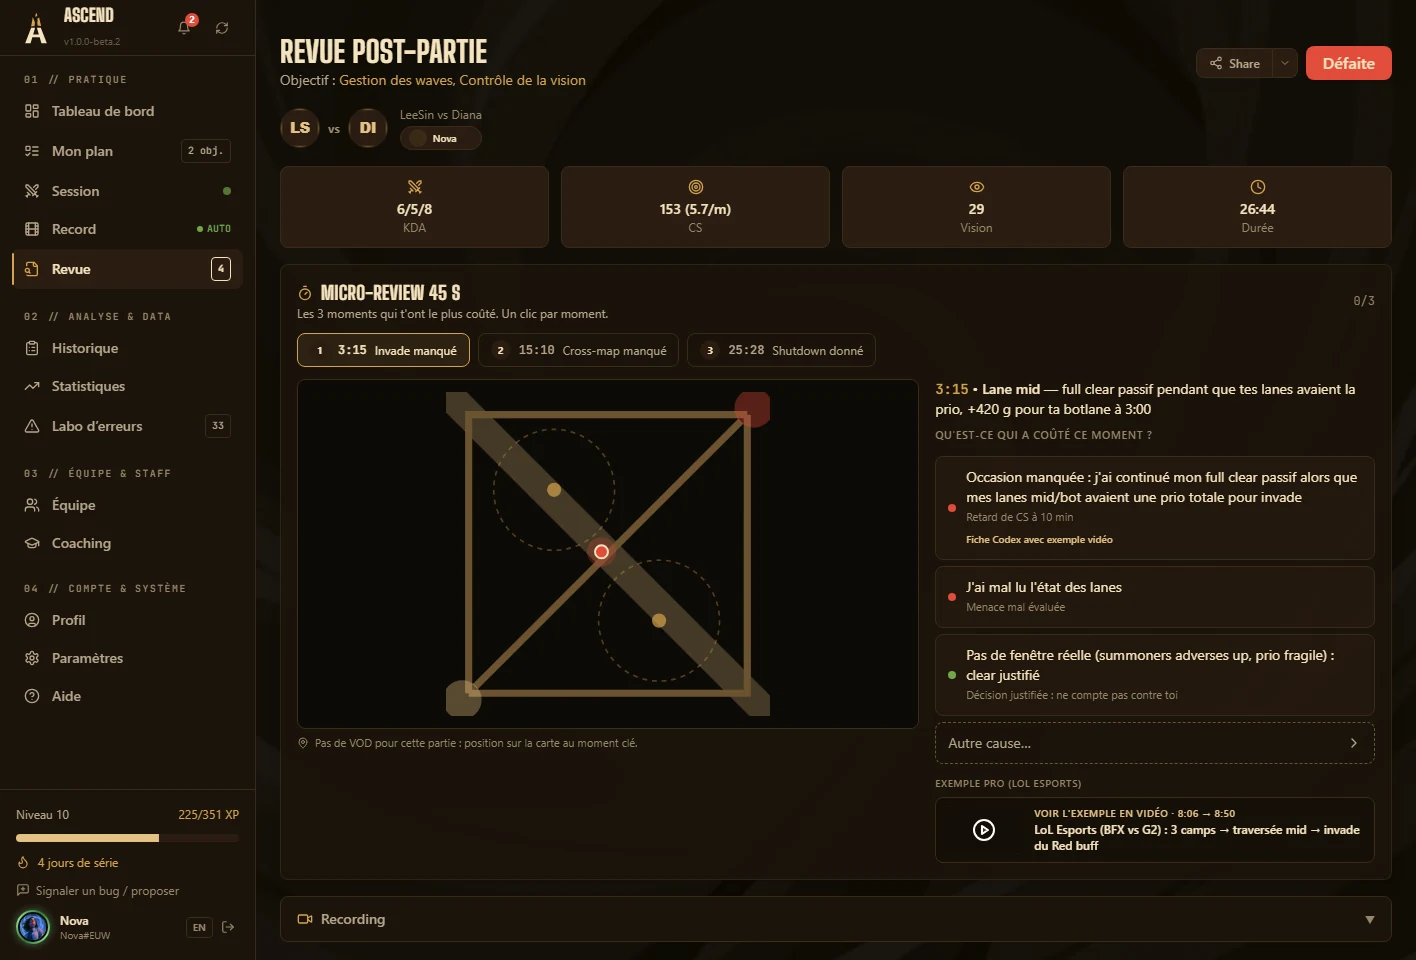 ASCEND
v1.0.0-beta.2
2
01 // PRATIQUE
Tableau de bord
Mon plan
2 obj.
Session
Record
AUTO
Revue
4
02 // ANALYSE & DATA
Historique
Statistiques
Labo d'erreurs
33
03 // ÉQUIPE & STAFF
Équipe
Coaching
04 // COMPTE & SYSTÈME
Profil
Paramètres
Aide
Niveau 10
225/351 XP
4 jours de série
Signaler un bug / proposer
Nova
Nova#EUW
EN
REVUE POST-PARTIE
Objectif : Gestion des waves, Contrôle de la vision
Share
Défaite
LS
vs
DI
LeeSin vs Diana
Nova
6/5/8
KDA
153 (5.7/m)
CS
29
Vision
26:44
Durée
MICRO-REVIEW 45 S
Les 3 moments qui t'ont le plus coûté. Un clic par moment.
0/3
1 3:15 Invade manqué
2 15:10 Cross-map manqué
3 25:28 Shutdown donné
Pas de VOD pour cette partie : position sur la carte au moment clé.
3:15 • Lane mid — full clear passif pendant que tes lanes avaient la
prio, +420 g pour ta botlane à 3:00
QU'EST-CE QUI A COÛTÉ CE MOMENT ?
Occasion manquée : j'ai continué mon full clear passif alors que
mes lanes mid/bot avaient une prio totale pour invade
Retard de CS à 10 min
Fiche Codex avec exemple vidéo
J'ai mal lu l'état des lanes
Menace mal évaluée
Pas de fenêtre réelle (summoners adverses up, prio fragile) :
clear justifié
Décision justifiée : ne compte pas contre toi
Autre cause...
EXEMPLE PRO (LOL ESPORTS)
VOIR L'EXEMPLE EN VIDÉO · 8:06 → 8:50
LoL Esports (BFX vs G2) : 3 camps → traversée mid → invade
du Red buff
Recording